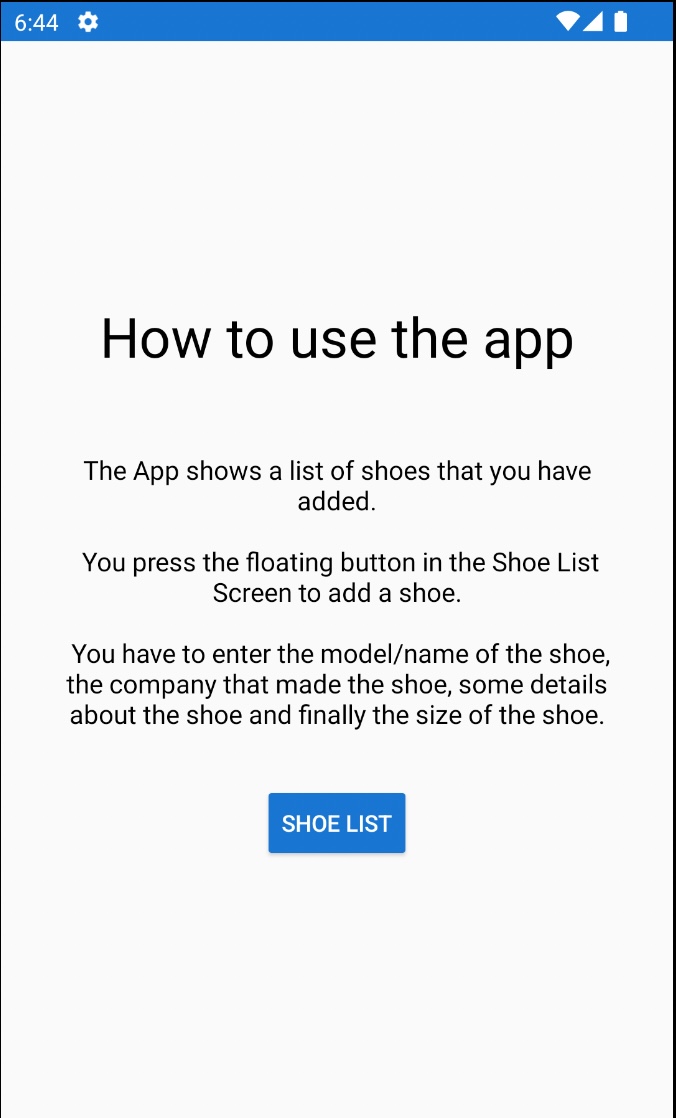 6:44
How to use the app
The App shows a list of shoes that you have
added.
You press the floating button in the Shoe List
Screen to add a shoe.
You have to enter the model/name of the shoe,
the company that made the shoe, some details
about the shoe and finally the size of the shoe.
SHOE LIST